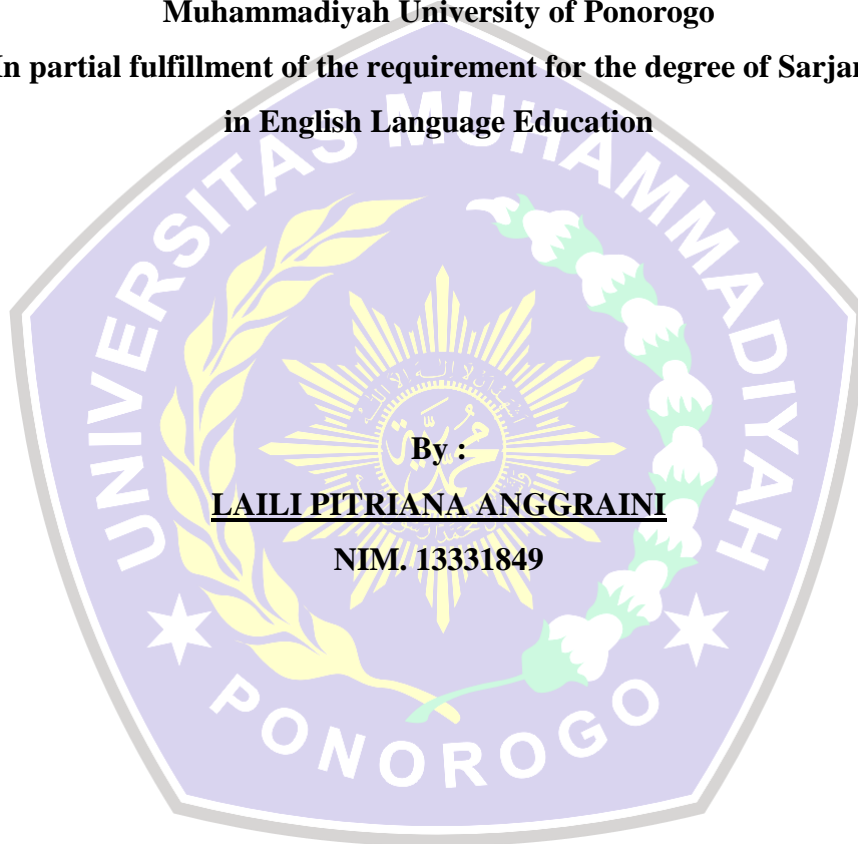 Muhammadiyah University of Ponorogo
In partial fulfillment of the requirement for the degree of Sarjan
in English Language Education
UNIVERSITAS MUHAMMADIYAH
By :
LAILI PITRIANA ANGGRAINI
NIM. 13331849
PONOROGO